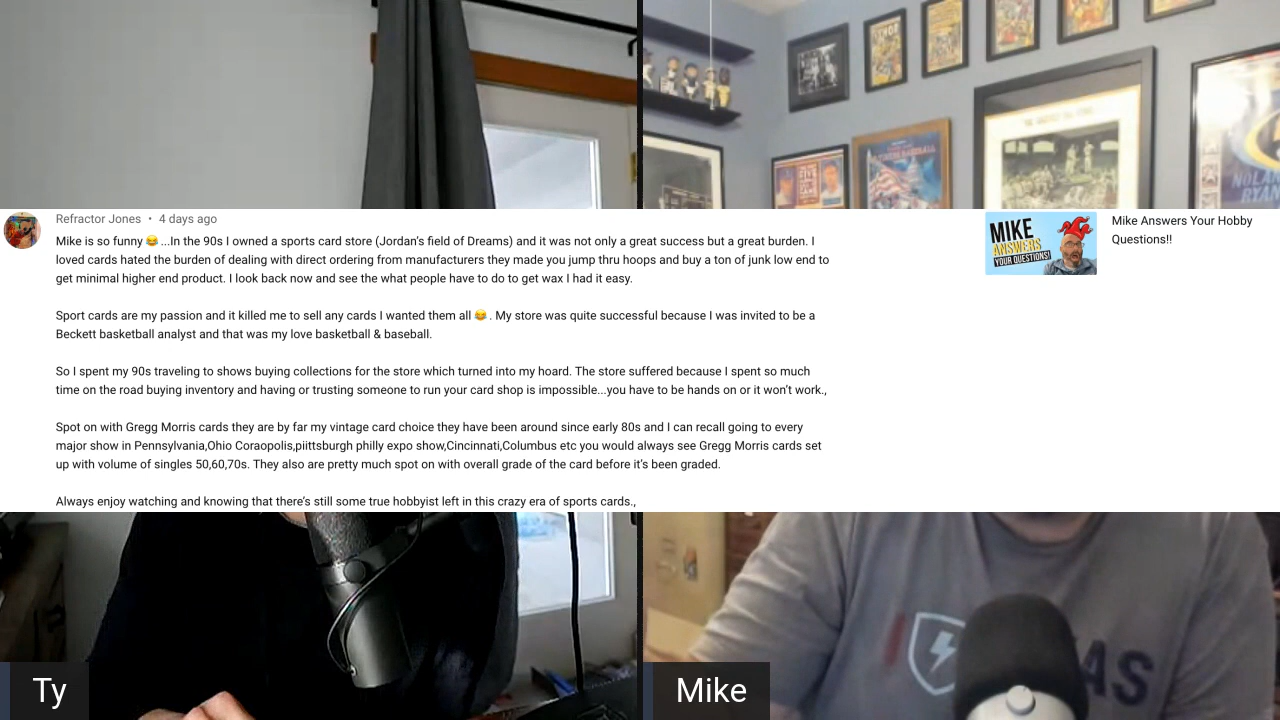 Refractor Jones • 4 days ago
Mike is so funny 😂 ...In the 90s I owned a sports card store (Jordan's field of Dreams) and it was not only a great success but a great burden. I
loved cards hated the burden of dealing with dim ordering from manufacturers they made you jump thru hoops and buy a ton of junk low end to
get minimal higher end product. I look back now and see the what people have to do to get wax I had it easy.
Sport cards are my passion and it killed me to sell any cards I wanted them all 😂 . My store was quite successful because I was invited to be a
Beckett basketball analyst and that was my love basketball & baseball.
So I spent my 90s traveling to shows buying collections for the store which turned into my hoard. The store suffered because I spent so much
time on the road buying inventory and having or trusting someone to run your card shop is impossible...you have to be hands on or it won't work.,
Spot on with Gregg Morris cards they are by far my vintage card choice they have been around since early 80s and I can recall going to every
major show in Pennsylvania,Ohio Coraopolis,piittsburgh philly expo show,Cincinnati,Columbus etc you would always see Gregg Morris cards set
up with volume of singles 50,60,70s. They also are pretty much spot on with overall grade of the card before it's been graded.
Always enjoy watching and knowing that there's still some true hobbyist left in this crazy era of sports cards.,
MIKE
ANSWERS
YOUR QUESTIONS!
Mike Answers Your Hobby
Questions!!
BASEBALL
NOLAN
RYAN
AS
Ty
Mike